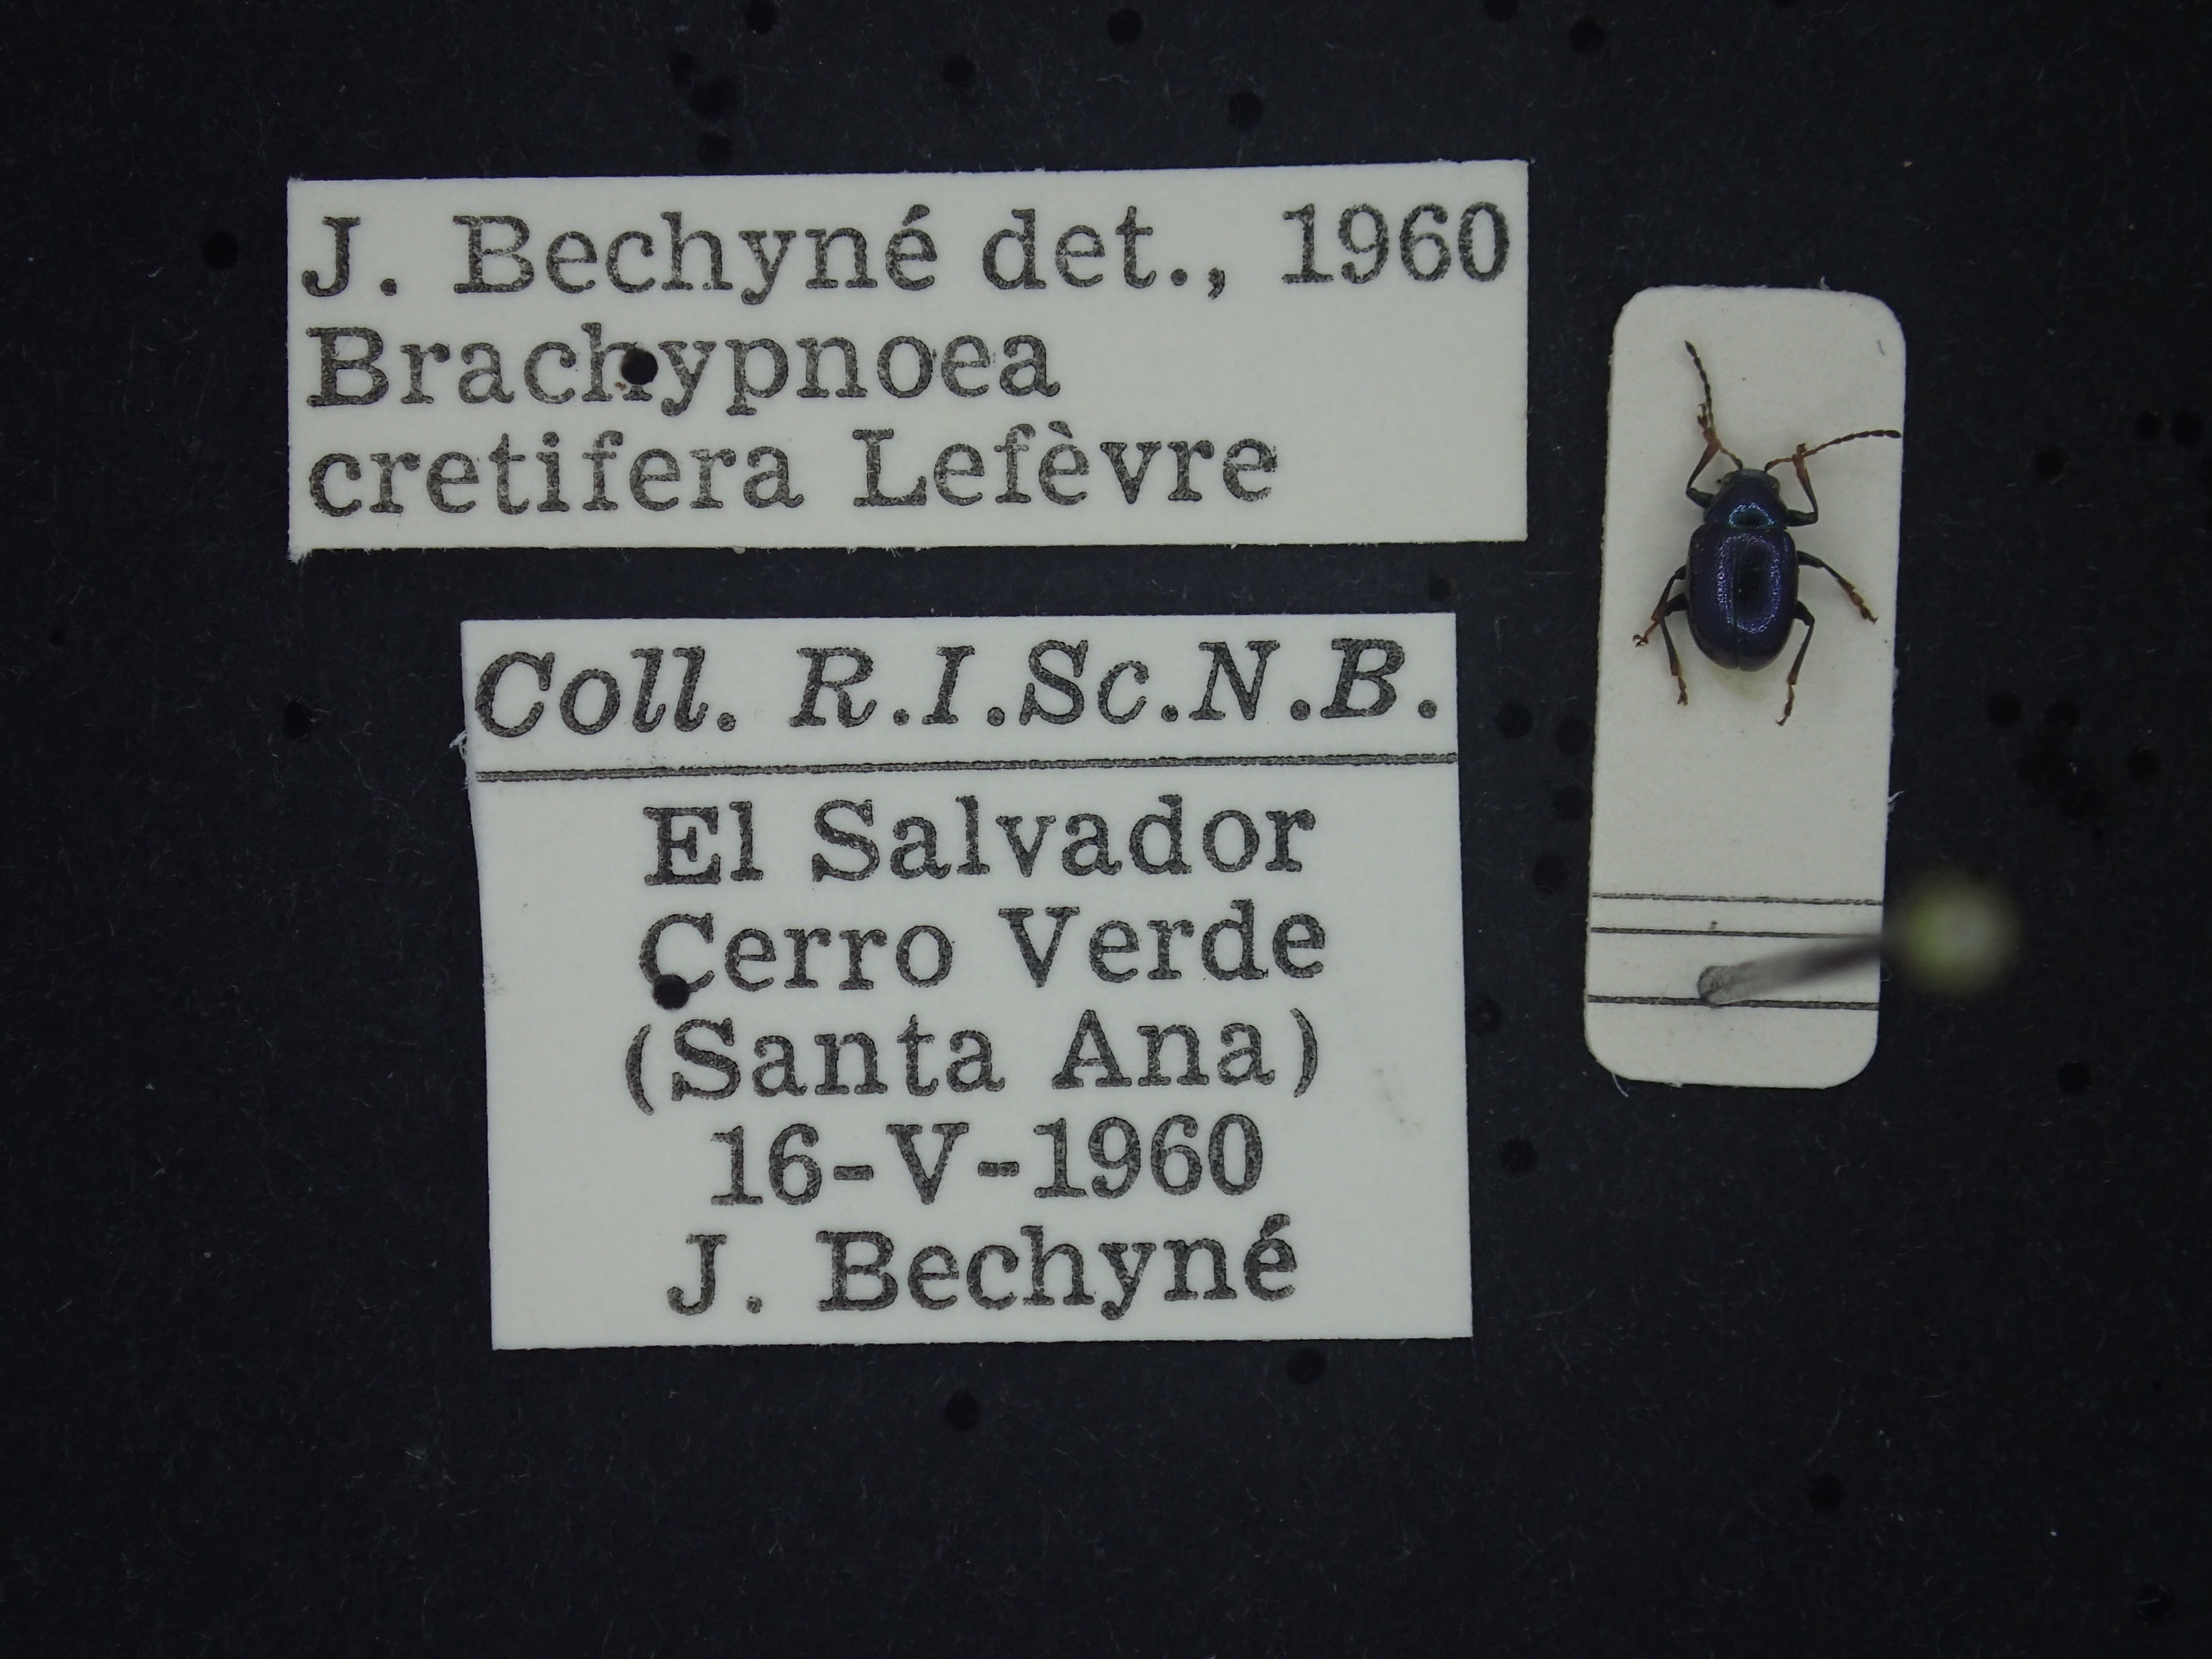 J. Bechyné det., 1960
Brachypnoea
cretifera Lefèvre
Coll. R.I.Sc.N.B.
El Salvador
Cerro Verde
(Santa Ana)
16-V-1960
J. Bechyné